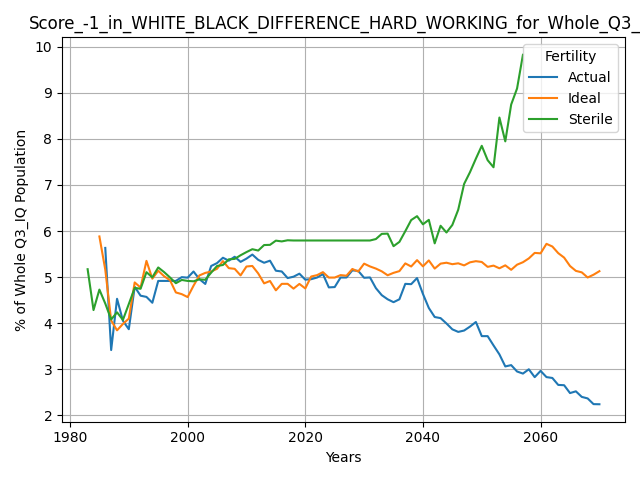 Score_-1_in_WHITE_BLACK_DIFFERENCE_HARD_WORKING_for_Whole_Q3_
% of Whole Q3_IQ Population
10
9
8
7
6
5
4
3
2
Fertility
Actual
Ideal
Sterile
1980
2000
2020
2040
2060
Years